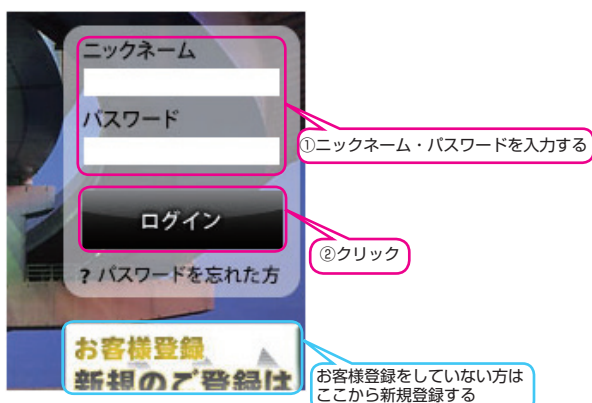 ニックネーム
パスワード
①ニックネーム・パスワードを入力する
ログイン
②クリック
? パスワードを忘れた方
お客様登録
新規のご登録は
お客様登録をしていない方は
ここから新規登録する